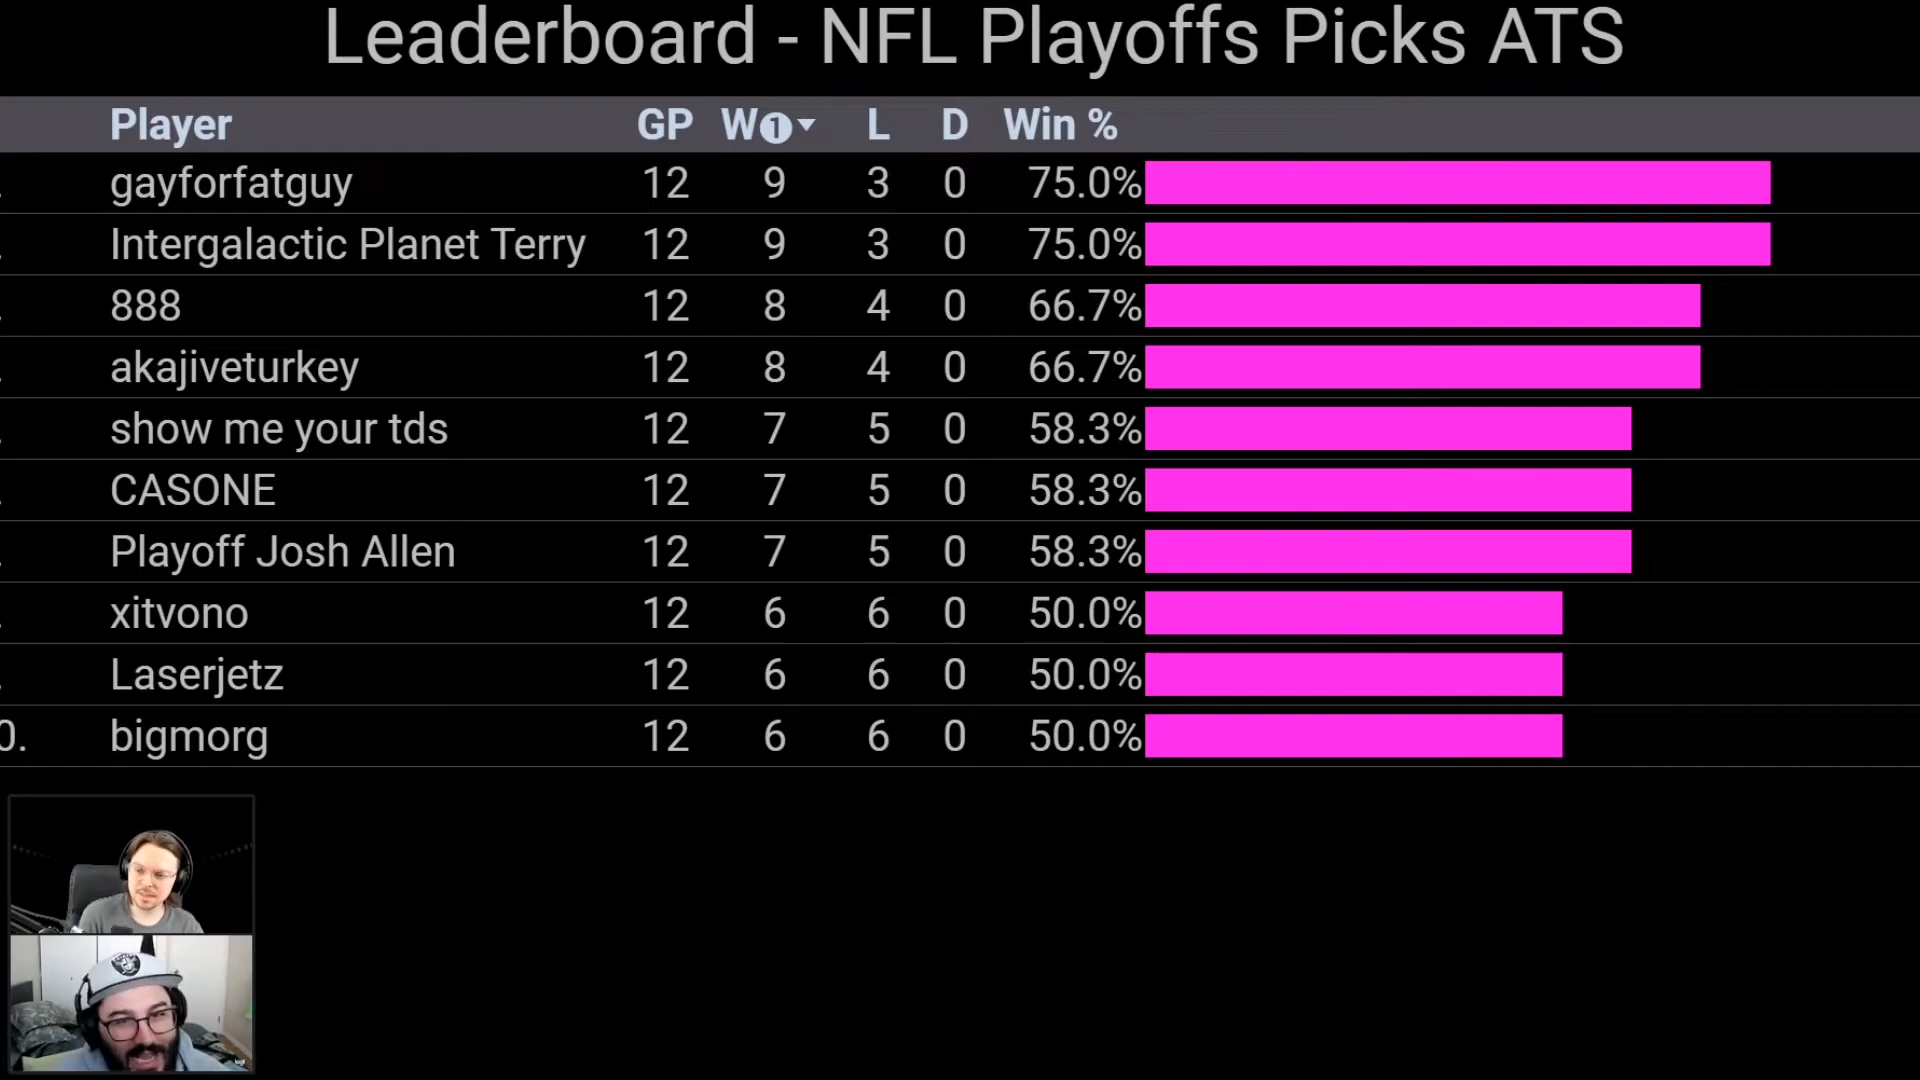 Leaderboard - NFL Playoffs Picks ATS
Player GP W 1 L D Win %
gayforfatguy 12 9 3 0 75.0%
Intergalactic Planet Terry 12 9 3 0 75.0%
888 12 8 4 0 66.7%
akajiveturkey 12 8 4 0 66.7%
show me your tds 12 7 5 0 58.3%
CASONE 12 7 5 0 58.3%
Playoff Josh Allen 12 7 5 0 58.3%
xitvono 12 6 6 0 50.0%
Laserjetz 12 6 6 0 50.0%
0. bigmorg 12 6 6 0 50.0%